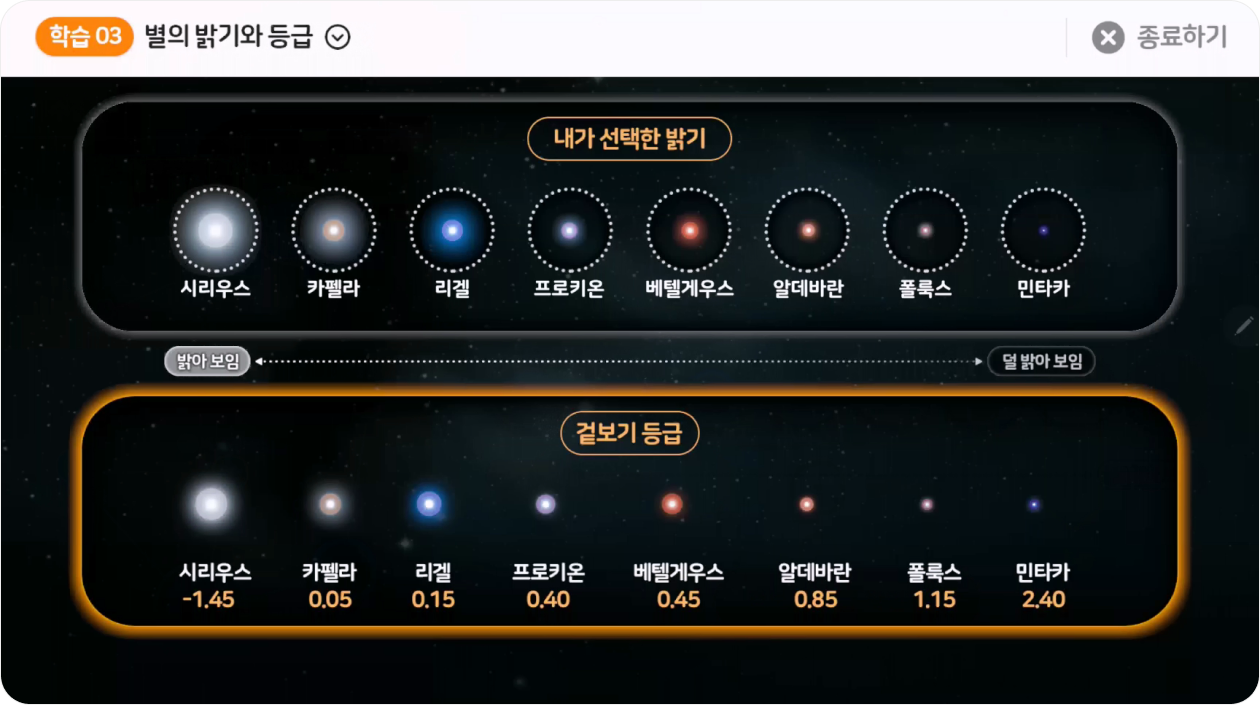 학습 03 별의 밝기와 등급 종료하기
내가 선택한 밝기
시리우스 카펠라 리겔 프로키온 베텔게우스 알데바란 폴룩스 민타카
밝아 보임 덜 밝아 보임
겉보기 등급
시리우스 카펠라 리겔 프로키온 베텔게우스 알데바란 폴룩스 민타카
-1.45 0.05 0.15 0.40 0.45 0.85 1.15 2.40